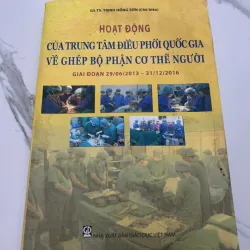 GS.TS. TRỊNH HỒNG SƠN (Chủ biên)
HOẠT ĐỘNG
CỦA TRUNG TÂM ĐIỀU PHỐI QUỐC GIA
VỀ GHÉP BỘ PHẬN CƠ THỂ NGƯỜI
GIAI ĐOẠN 29/06/2013 - 31/12/2016
NHÀ XUẤT BẢN GIÁO DỤC VIỆT NAM